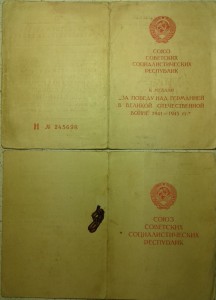 СОЮЗ
СОВЕТСКИХ
СОЦИАЛИСТИЧЕСКИХ
РЕСПУБЛИК
К МЕДАЛИ
„ЗА ПОБЕДУ НАД ГЕРМАНИЕЙ
В ВЕЛИКОЙ ОТЕЧЕСТВЕННОЙ
ВОЙНЕ 1941—1945 гг."
СОЮЗ
СОВЕТСКИХ
СОЦИАЛИСТИЧЕСКИХ
РЕСПУБЛИК